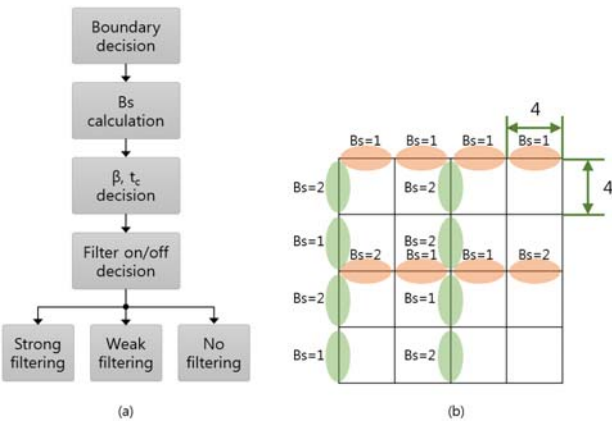 Boundary
decision
Bs
calculation
β, tc
decision
Filter on/off
decision
Strong
filtering
Weak
filtering
No
filtering
(a)
4
Bs=1 Bs=1 Bs=1 Bs=1
Bs=2 Bs=2
4
Bs=1 Bs=2
Bs=2 Bs=1 Bs=1 Bs=2
Bs=2 Bs=1
Bs=1 Bs=2
(b)